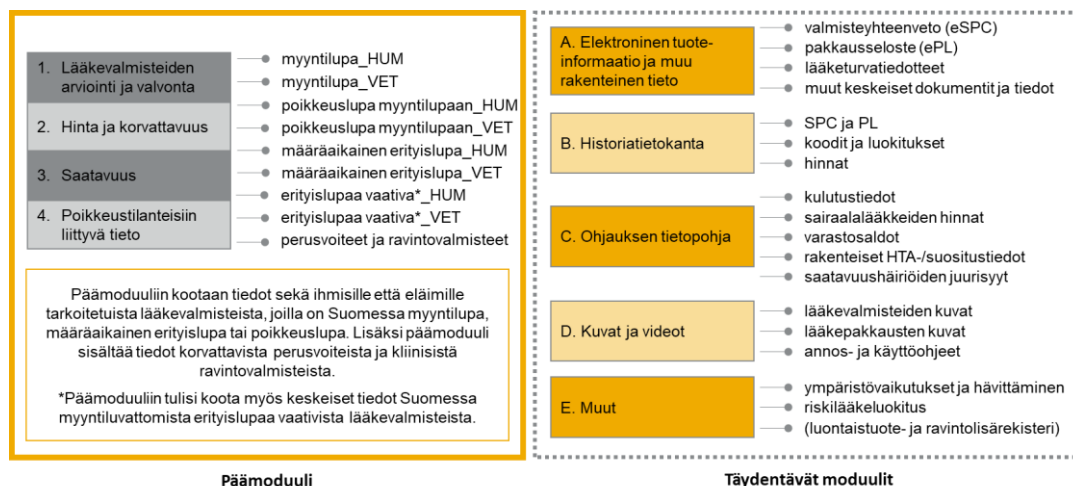 1. Lääkevalmisteiden
arviointi ja valvonta
2. Hinta ja korvattavuus
3. Saatavuus
4. Poikkeustilanteisiin
liittyvä tieto
myyntilupa_HUM
myyntilupa_VET
poikkeuslupa myyntilupaan_HUM
poikkeuslupa myyntilupaan_VET
määräaikainen erityislupa_HUM
määräaikainen erityislupa_VET
erityislupaa vaativa*_HUM
erityislupaa vaativa*_VET
perusvoiteet ja ravintovalmisteet
Päämoduuliin kootaan tiedot sekä ihmisille että eläimille
tarkoitetuista lääkevalmisteista, joilla on Suomessa myyntilupa,
määräaikainen erityislupa tai poikkeuslupa. Lisäksi päämoduuli
sisältää tiedot korvattavista perusvoiteista ja kliinisistä
ravintovalmisteista.
*Päämoduuliin tulisi koota myös keskeiset tiedot Suomessa
myyntiluvattomista erityislupaa vaativista lääkevalmisteista.
Päämoduuli
A. Elektroninen tuote-
informaatio ja muu
rakenteinen tieto
valmisteyhteenveto (eSPC)
pakkausseloste (ePL)
lääketurvatiedotteet
muut keskeiset dokumentit ja tiedot
B. Historiatietokanta
SPC ja PL
koodit ja luokitukset
hinnat
C. Ohjauksen tietopohja
kulutustiedot
sairaalalääkkeiden hinnat
varastosaldot
rakenteiset HTA-/suositustiedot
saatavuushäiriöiden juurisyyt
D. Kuvat ja videot
lääkevalmisteiden kuvat
lääkepakkausten kuvat
annos- ja käyttöohjeet
E. Muut
ympäristövaikutukset ja hävittäminen
riskilääkeluokitus
(luontaistuote- ja ravintolisärekisteri)
Täydentävät moduulit